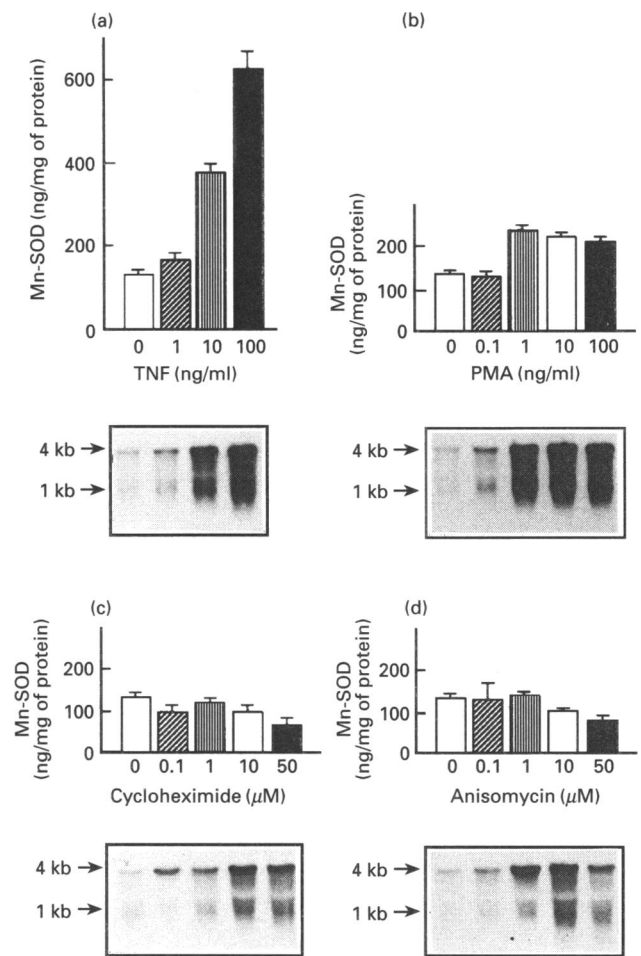 (a)
Mn-SOD (ng/mg of protein)
600
400
200
0
0 1 10 100
TNF (ng/ml)
4 kb
1 kb
(b)
Mn-SOD
(ng/mg of protein)
200
100
0
0 0.1 1 10 100
PMA (ng/ml)
4 kb
1 kb
(c)
Mn-SOD
(ng/mg of protein)
200
100
0
0 0.1 1 10 50
Cycloheximide (μM)
4 kb
1 kb
(d)
Mn-SOD
(ng/mg of protein)
200
100
0
0 0.1 1 10 50
Anisomycin (μM)
4 kb
1 kb